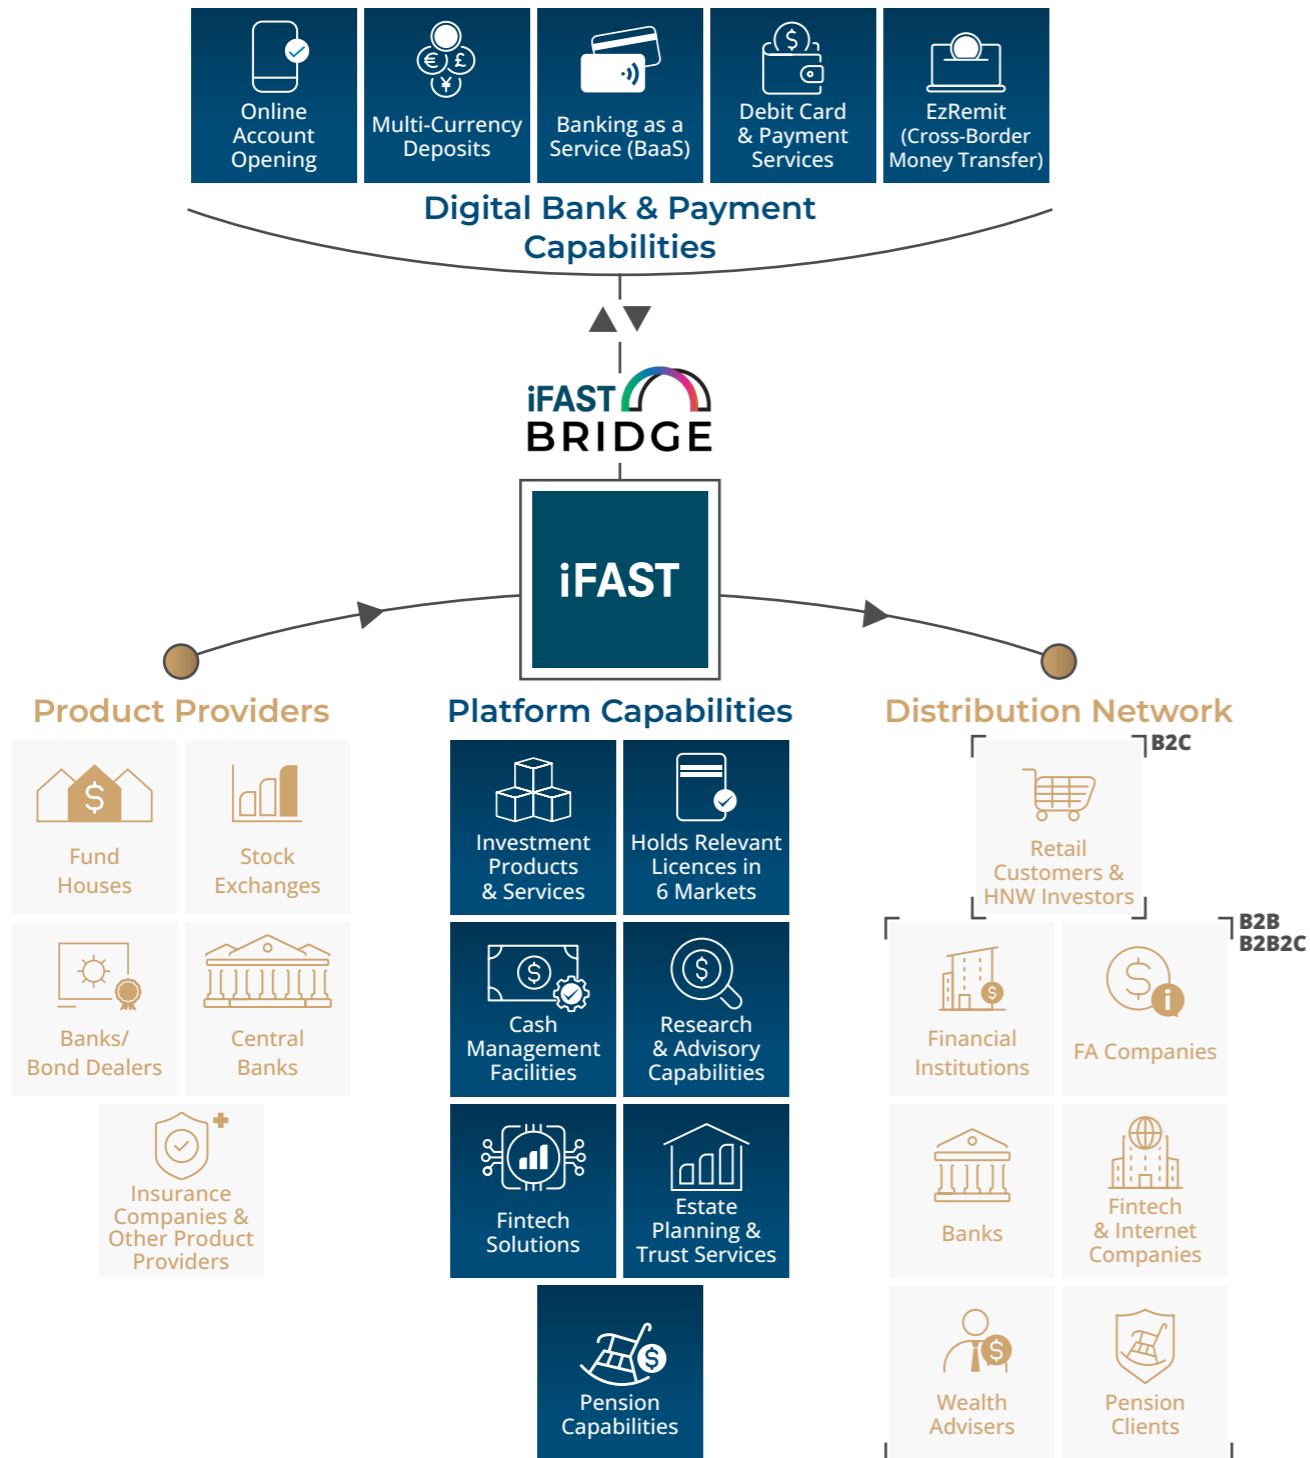 Online
Account
Opening
Multi-Currency
Deposits
Banking as a
Service (BaaS)
Debit Card
& Payment
Services
EzRemit
(Cross-Border
Money Transfer)
Digital Bank & Payment
Capabilities
iFAST
BRIDGE
iFAST
Product Providers
Fund
Houses
Stock
Exchanges
Banks/
Bond Dealers
Central
Banks
Insurance
Companies &
Other Product
Providers
Platform Capabilities
Investment
Products
& Services
Holds Relevant
Licences in
6 Markets
Cash
Management
Facilities
Research
& Advisory
Capabilities
Fintech
Solutions
Estate
Planning &
Trust Services
Pension
Capabilities
Distribution Network
B2C
Retail
Customers &
HNW Investors
B2B
B2B2C
Financial
Institutions
FA Companies
Banks
Fintech
& Internet
Companies
Wealth
Advisers
Pension
Clients